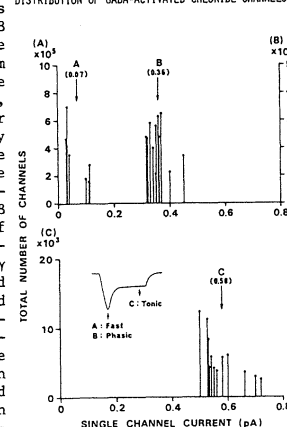 DISTRIBUTION OF GABA-ACTIVATED CHLORIDE CHANNELS
(A)
x10⁵
A
(0.07)
B
(0.36)
(B)
10
8
6
4
2
0
0
0.2
0.4
0.6
0.8
TOTAL NUMBER OF CHANNELS
(C)
x10³
C
(0.58)
20
10
0
C: Tonic
A: Fast
B: Phasic
0
0.2
0.4
0.6
0.8
SINGLE CHANNEL CURRENT (pA)